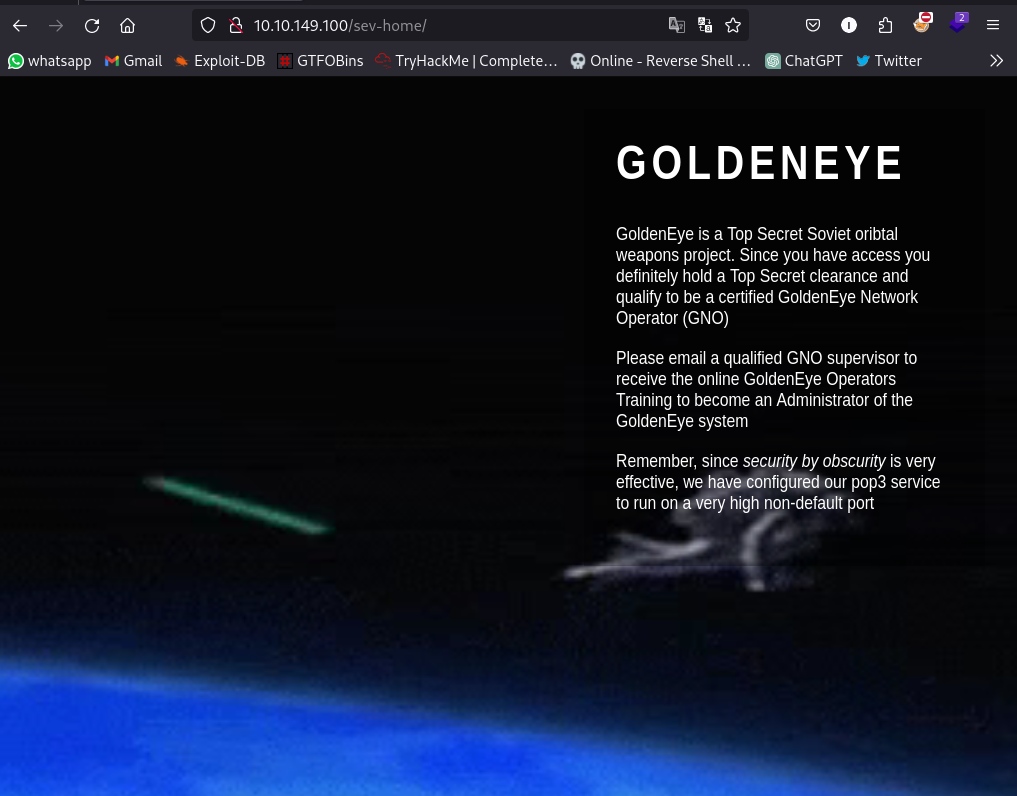 10.10.149.100/sev-home/
2
whatsapp Gmail Exploit-DB GTFOBins TryHackMe | Complete… Online - Reverse Shell … ChatGPT Twitter
GOLDENEYE
GoldenEye is a Top Secret Soviet oribtal
weapons project. Since you have access you
definitely hold a Top Secret clearance and
qualify to be a certified GoldenEye Network
Operator (GNO)
Please email a qualified GNO supervisor to
receive the online GoldenEye Operators
Training to become an Administrator of the
GoldenEye system
Remember, since security by obscurity is very
effective, we have configured our pop3 service
to run on a very high non-default port